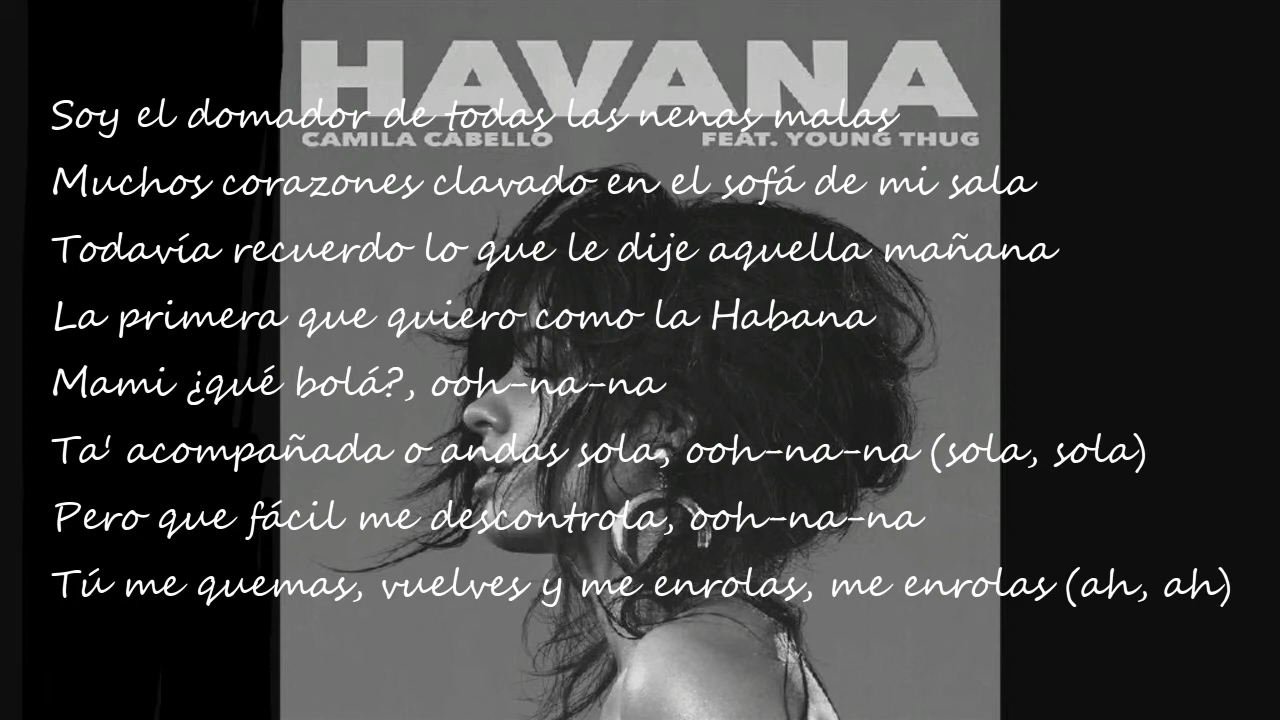 HAVANA
Soy el domador de todas las nenas malas
CAMILA CABELLO FEAT. YOUNG THUG
Muchos corazones clavado en el sofá de mi sala
Todavía recuerdo lo que le dije aquella mañana
La primera que quiero como la Habana
Mami ¿qué bolá?, ooh-na-na
Ta' acompañada o andas sola, ooh-na-na (sola, sola)
Pero que fácil me descontrola, ooh-na-na
Tú me quemas, vuelves y me enrolas, me enrolas (ah, ah)